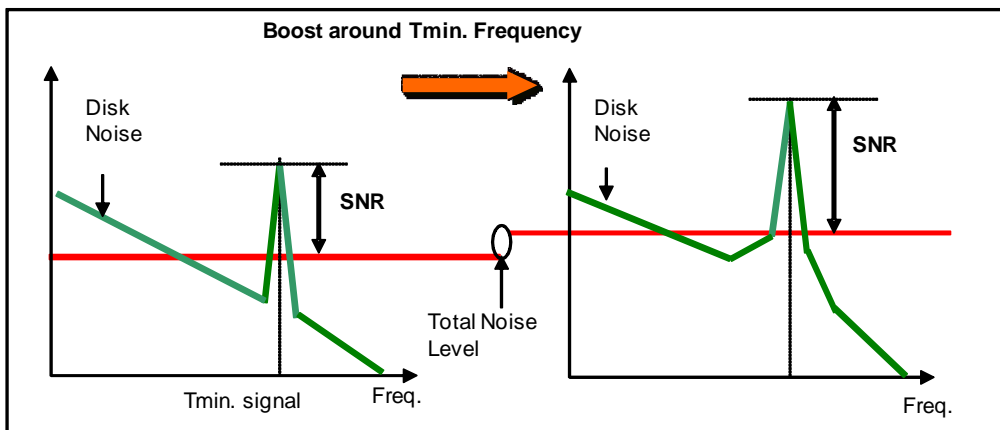 Boost around Tmin. Frequency
Disk
Noise
SNR
Tmin. signal
Freq.
Total Noise
Level
Disk
Noise
SNR
Freq.